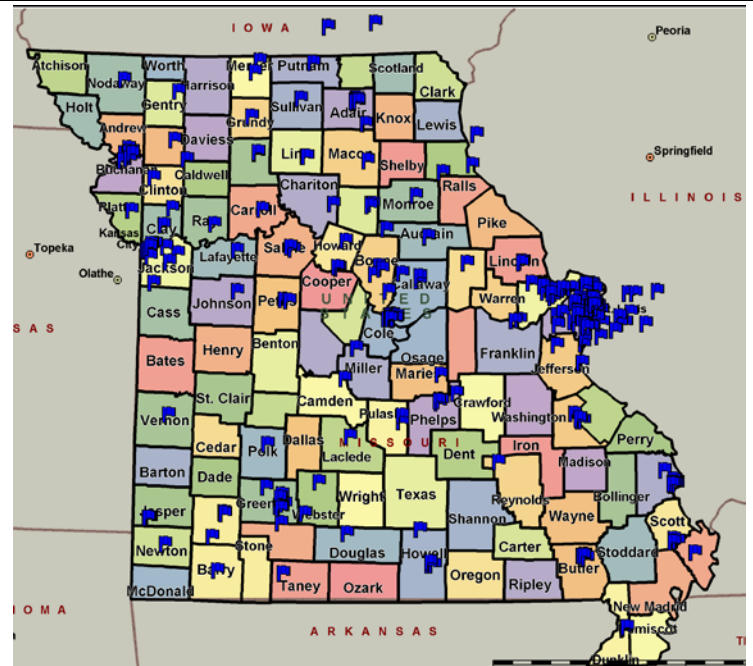 IOWA
Peoria
Atchison
Worth
Mercer
Putnam
Scotland
Nodaway
Harrison
Clark
Gentry
Holt
Sullivan
Adair
Knox
Lewis
Grundy
Andrew
Daviess
Linn
Macon
Shelby
Springfield
Buchanan
Caldwell
Chariton
Ralls
ILLINOIS
Clinton
Monroe
Platte
Carroll
Ray
Pike
Clay
Kansas
City
Audrain
Howard
Saline
Boone
Topeka
Lafayette
Lincoln
Jackson
Olathe
Callaway
Cooper
UNITED
Warren
Johnson
Pettis
STATES
Cass
SAS
Cole
Benton
Henry
Osage
Franklin
Bates
Miller
Jefferson
Maries
St. Clair
Camden
Crawford
Pulaski
Washington
Vernon
Phelps
Dallas
Perry
Cedar
MISSOURI
Polk
Iron
Laclede
Dent
Madison
Barton
Dade
Wright
Texas
Reynolds
Bollinger
Greene
Jasper
Webster
Wayne
Shannon
Scott
Stone
Newton
Carter
Douglas
Howell
Stoddard
Barry
Butler
Oregon
Ripley
McDonald
Taney
Ozark
New Madrid
OMA
ARKANSAS
Pemiscot
Dunklin